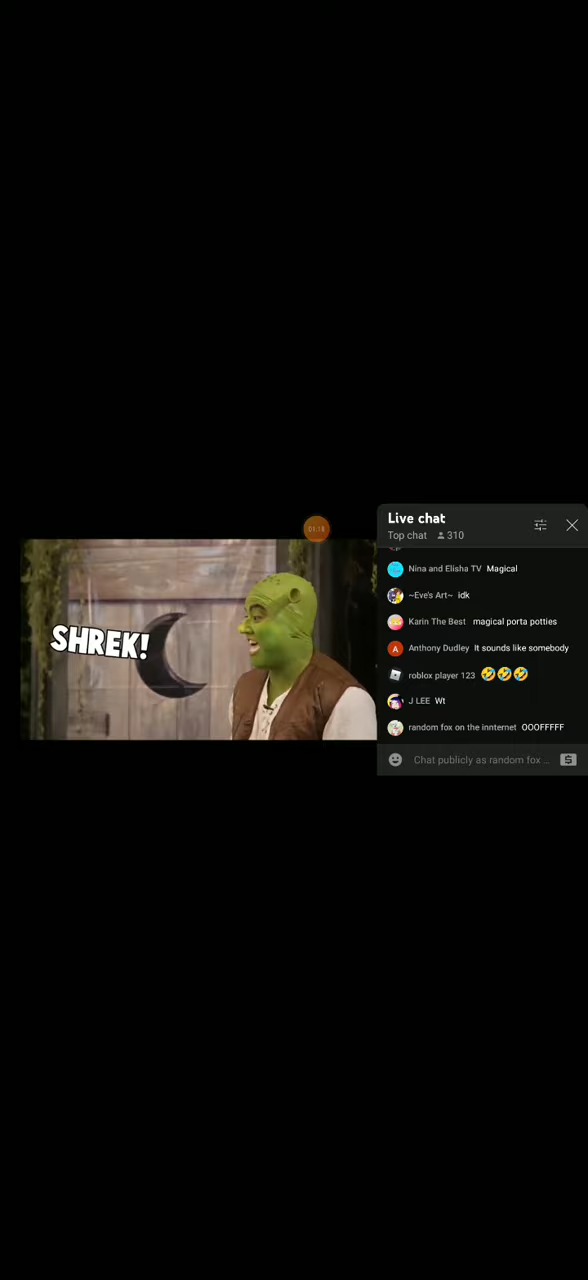 01:18
SHREK!
Live chat
Top chat 310
Nina and Elisha TV Magical
~Eve's Art~ idk
Karin The Best magical porta potties
A Anthony Dudley It sounds like somebody
roblox player 123 🤣🤣🤣
J LEE Wt
random fox on the innternet OOOFFFFF
Chat publicly as random fox ...